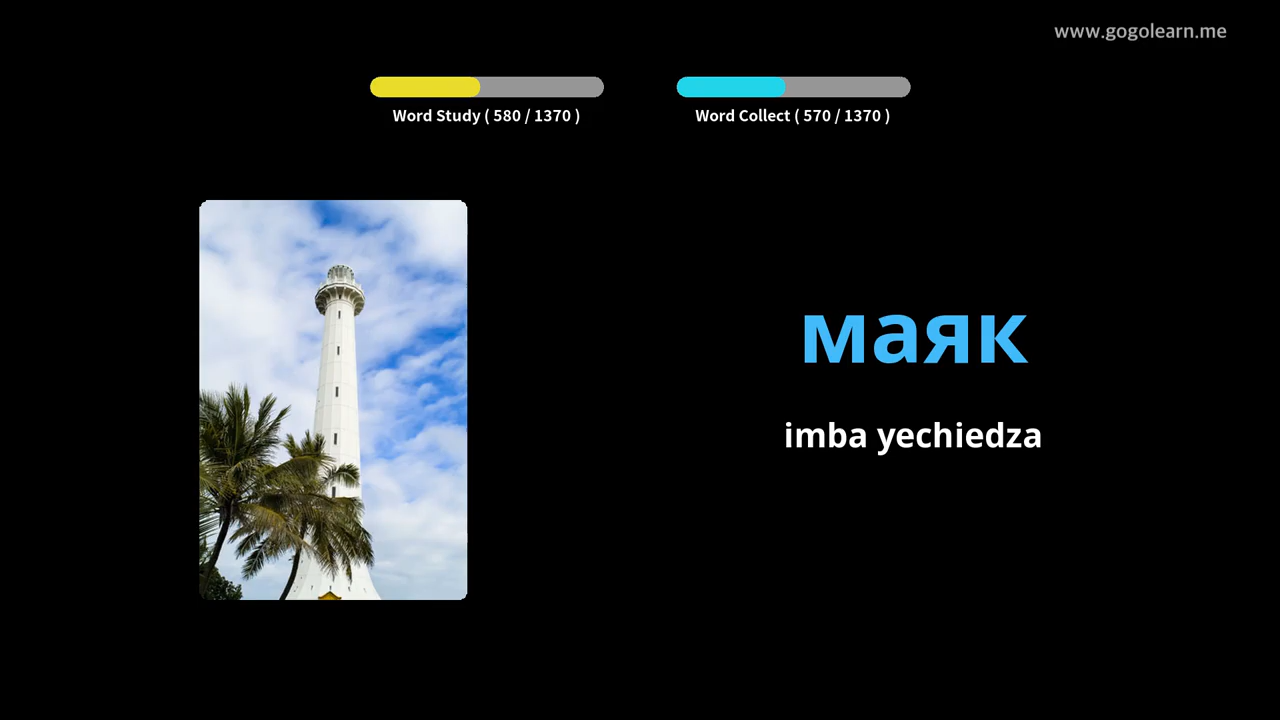 www.gogolearn.me
Word Study ( 580 / 1370 )
Word Collect ( 570 / 1370 )
маяк
imba yechiedza